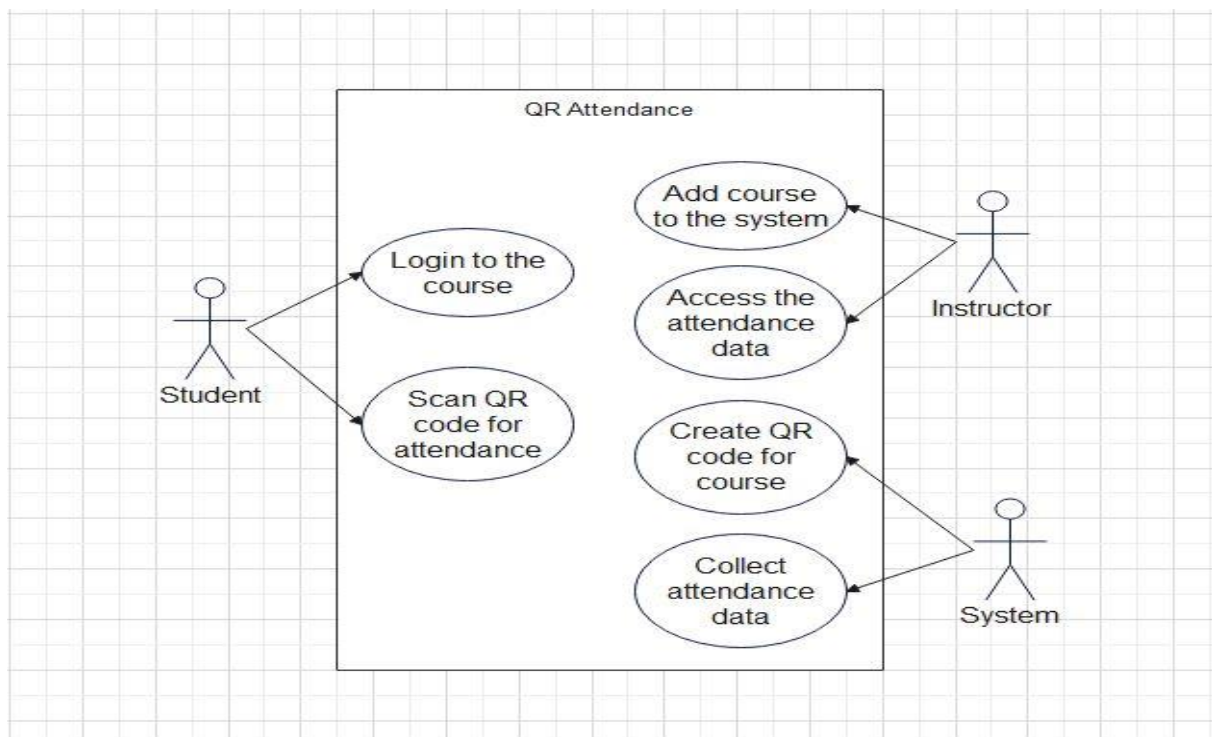 QR Attendance
Add course
to the system
Login to the
course
Access the
attendance
data
Instructor
Student
Scan QR
code for
attendance
Create QR
code for
course
Collect
attendance
data
System